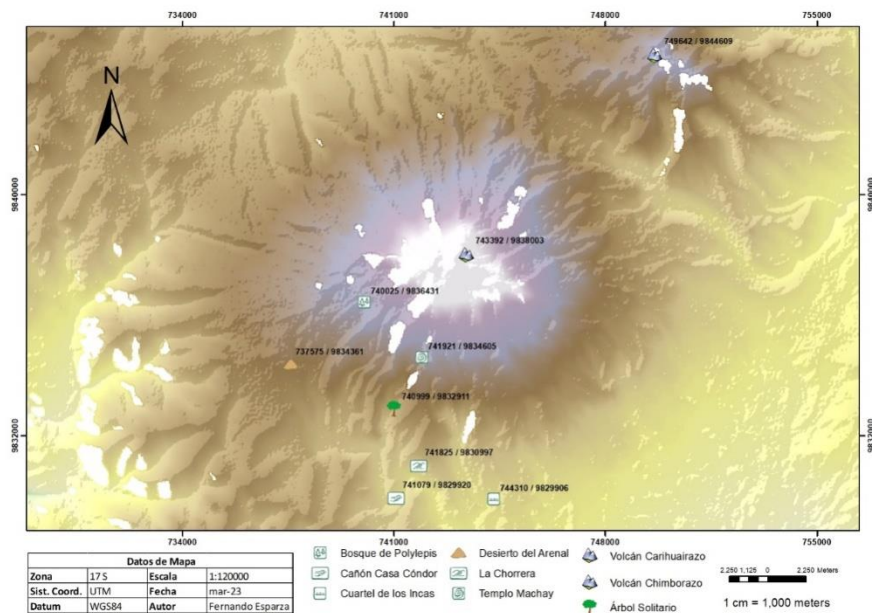 734000 741000 748000 755000
749642 / 9844609
N
9840000 9840000
743392 / 9838003
740025 / 9836431
741921 / 9834605
737575 / 9834361
740999 / 9832911
9832000 9832000
741825 / 9830997
741079 / 9829920 744310 / 9829906
734000 741000 748000 755000
Datos de Mapa
Zona 17 S Escala 1:120000
Sist. Coord. UTM Fecha mar-23
Datum WGS84 Autor Fernando Esparza
Bosque de Polylepis Desierto del Arenal Volcán Carihuairazo
Cañón Casa Cóndor La Chorrera Volcán Chimborazo
Cuartel de los Incas Templo Machay Árbol Solitario
2.250 1.125 0 2.250 Meters
1 cm = 1,000 meters